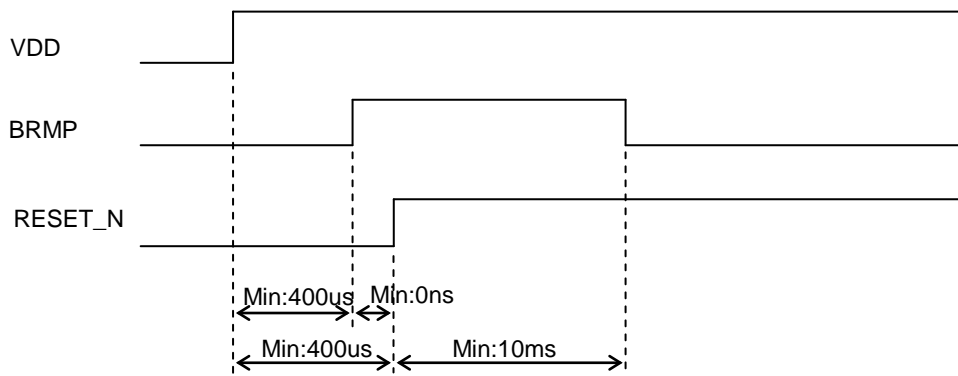 VDD
BRMP
RESET_N
Min:400us Min:0ns
Min:400us Min:10ms